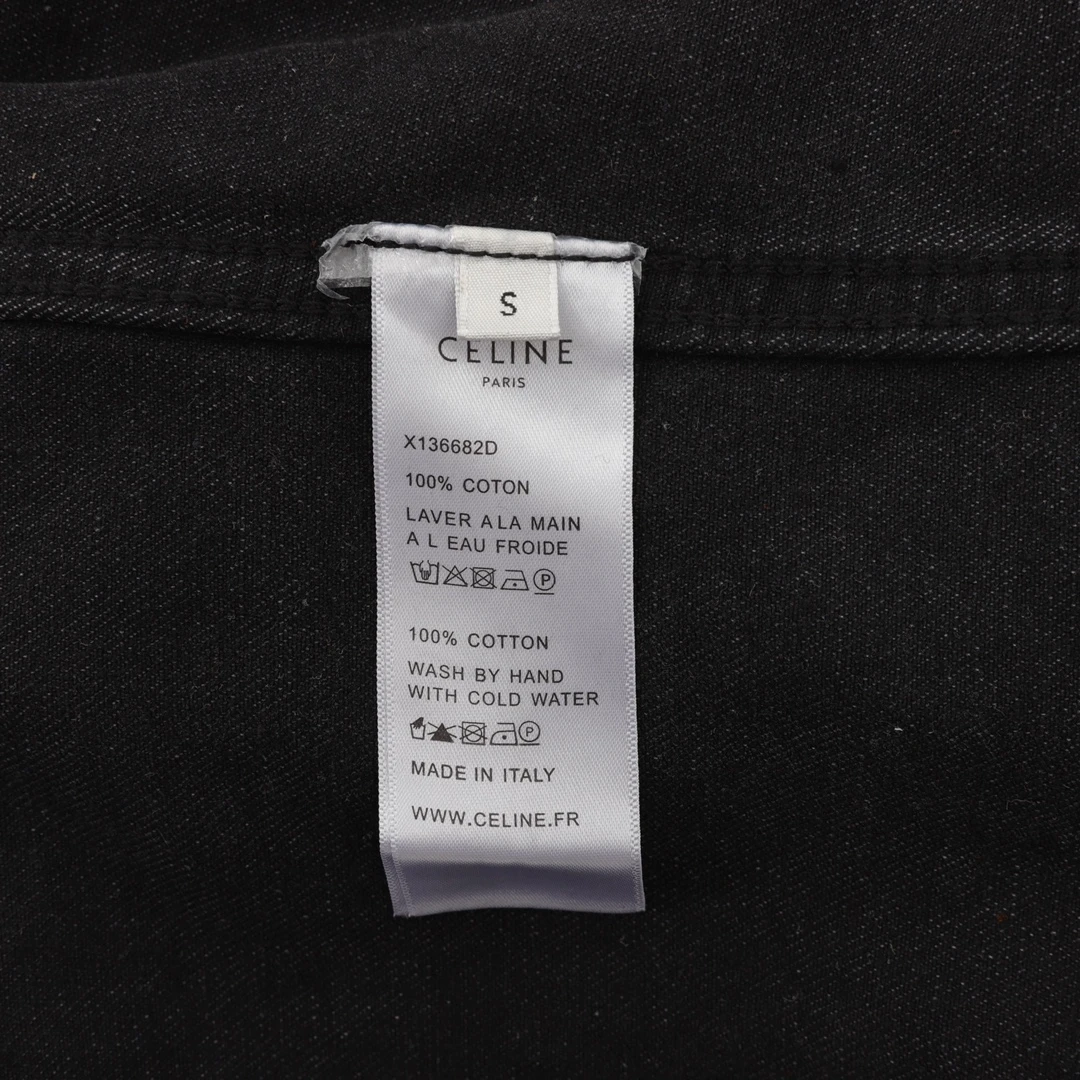 S
CELINE
PARIS
X136682D
100% COTON
LAVER A LA MAIN
A L EAU FROIDE
P
100% COTTON
WASH BY HAND
WITH COLD WATER
P
MADE IN ITALY
WWW.CELINE.FR